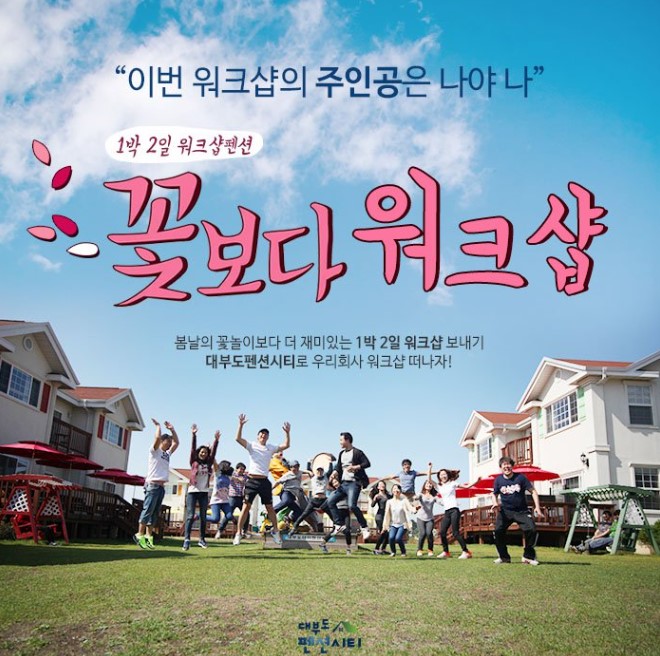 “이번 워크샵의 주인공은 나야 나”
1박 2일 워크샵펜션
꽃보다 워크샵
봄날의 꽃놀이보다 더 재미있는 1박 2일 워크샵 보내기
대부도펜션시티로 우리회사 워크샵 떠나자!
대부도
펜션시티